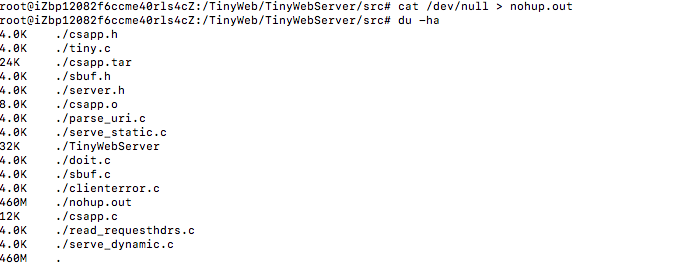 root@iZbp12082f6ccme40rls4cZ:/TinyWeb/TinyWebServer/src# cat /dev/null > nohup.out
root@iZbp12082f6ccme40rls4cZ:/TinyWeb/TinyWebServer/src# du -ha
4.0K ./csapp.h
4.0K ./tiny.c
24K ./csapp.tar
4.0K ./sbuf.h
4.0K ./server.h
8.0K ./csapp.o
4.0K ./parse_uri.c
4.0K ./serve_static.c
32K ./TinyWebServer
4.0K ./doit.c
4.0K ./sbuf.c
4.0K ./clienterror.c
460M ./nohup.out
12K ./csapp.c
4.0K ./read_requesthdrs.c
4.0K ./serve_dynamic.c
460M .